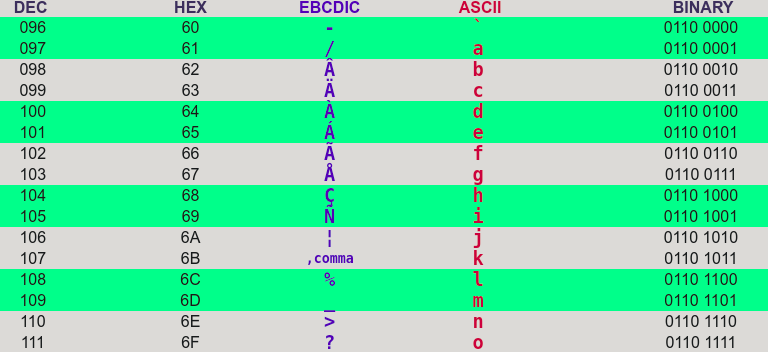 DEC HEX EBCDIC ASCII BINARY
096 60 - ` 0110 0000
097 61 / a 0110 0001
098 62 Â b 0110 0010
099 63 Ä c 0110 0011
100 64 À d 0110 0100
101 65 Á e 0110 0101
102 66 Ã f 0110 0110
103 67 Å g 0110 0111
104 68 Ç h 0110 1000
105 69 Ñ i 0110 1001
106 6A ¦ j 0110 1010
107 6B ,comma k 0110 1011
108 6C % l 0110 1100
109 6D _ m 0110 1101
110 6E > n 0110 1110
111 6F ? o 0110 1111